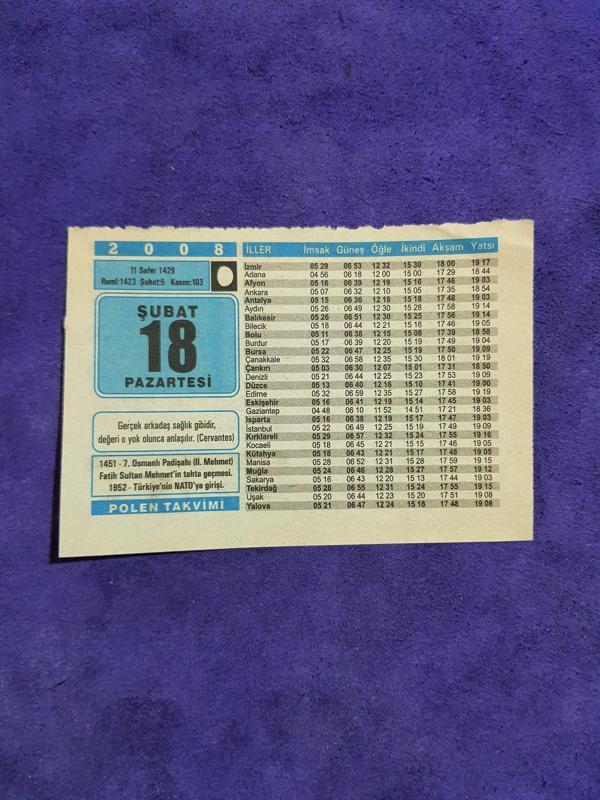 2 0 0 8
11 Safer 1429
Rumî:1423 Şubat:5 Kasım:103
ŞUBAT
18
PAZARTESİ
Gerçek arkadaş sağlık gibidir,
değeri o yok olunca anlaşılır. (Cervantes)
1451 - 7. Osmanlı Padişahı (II. Mehmet)
Fatih Sultan Mehmet'in tahta geçmesi.
1952 - Türkiye'nin NATO'ya girişi.
POLEN TAKVİMİ
İLLER İmsak Güneş Öğle İkindi Akşam Yatsı
İzmir 05 29 06 53 12 32 15 30 18 00 19 17
Adana 04 56 06 18 12 00 15 00 17 29 18 44
Afyon 05 16 06 39 12 19 15 16 17 46 19 03
Ankara 05 07 06 32 12 10 15 05 17 35 18 54
Antalya 05 15 06 36 12 18 15 18 17 48 19 03
Aydın 05 26 06 49 12 30 15 28 17 58 19 14
Balıkesir 05 26 06 51 12 30 15 25 17 56 19 14
Bilecik 05 18 06 44 12 21 15 16 17 46 19 05
Bolu 05 11 06 38 12 15 15 08 17 39 18 58
Burdur 05 17 06 39 12 20 15 19 17 49 19 04
Bursa 05 22 06 47 12 25 15 19 17 50 19 09
Çanakkale 05 32 06 58 12 35 15 30 18 01 19 19
Çankırı 05 03 06 30 12 07 15 01 17 31 18 50
Denizli 05 21 06 44 12 25 15 23 17 53 19 09
Düzce 05 13 06 40 12 16 15 10 17 41 19 00
Edirne 05 32 06 59 12 35 15 27 17 58 19 19
Eskişehir 05 16 06 41 12 19 15 14 17 45 19 03
Gaziantep 04 48 06 10 11 52 14 51 17 21 18 36
Isparta 05 16 06 38 12 19 15 17 17 47 19 03
İstanbul 05 22 06 49 12 25 15 18 17 49 19 09
Kırklareli 05 29 06 57 12 32 15 24 17 55 19 16
Kocaeli 05 18 06 45 12 21 15 15 17 46 19 05
Kütahya 05 18 06 43 12 21 15 17 17 48 19 05
Manisa 05 28 06 52 12 31 15 28 17 59 19 15
Muğla 05 24 06 46 12 28 15 27 17 57 19 12
Sakarya 05 16 06 43 12 20 15 13 17 44 19 03
Tekirdağ 05 28 06 55 12 31 15 24 17 55 19 15
Uşak 05 20 06 44 12 23 15 20 17 51 19 08
Yalova 05 21 06 47 12 24 15 18 17 48 19 08